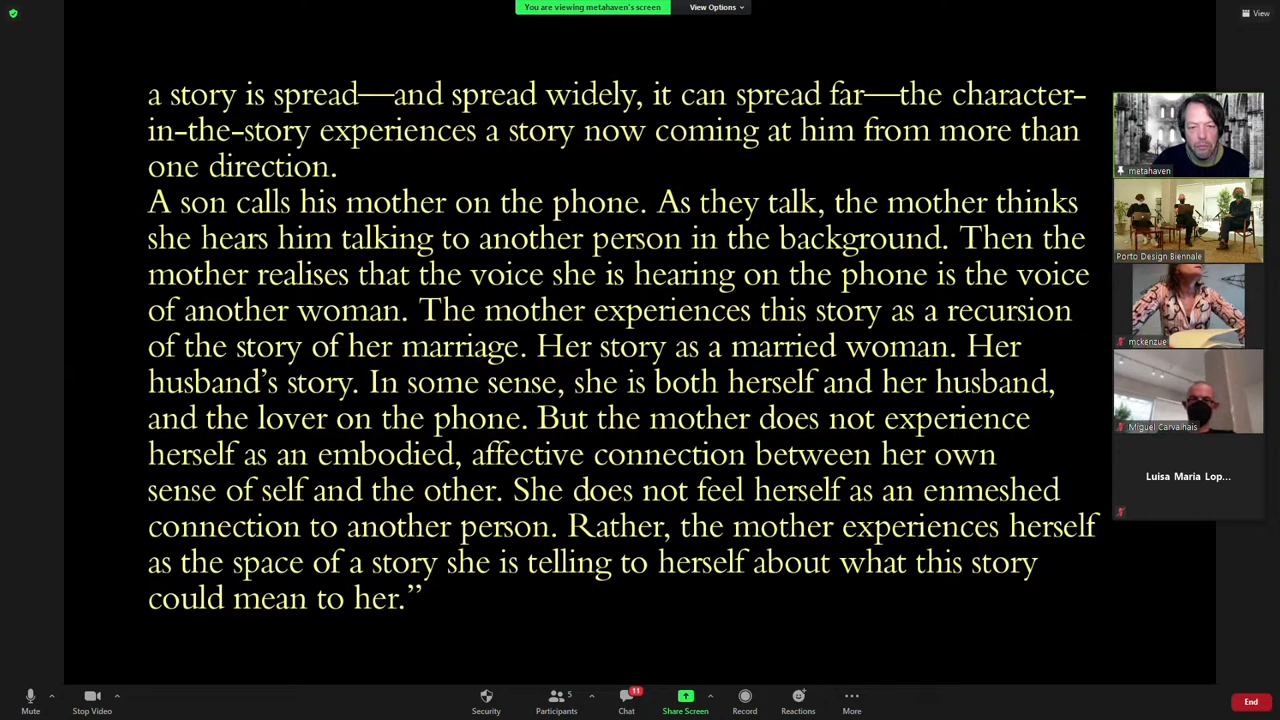 You are viewing metahaven's screen
View Options
View
a story is spread—and spread widely, it can spread far—the character-
in-the-story experiences a story now coming at him from more than
one direction.
A son calls his mother on the phone. As they talk, the mother thinks
she hears him talking to another person in the background. Then the
mother realises that the voice she is hearing on the phone is the voice
of another woman. The mother experiences this story as a recursion
of the story of her marriage. Her story as a married woman. Her
husband’s story. In some sense, she is both herself and her husband,
and the lover on the phone. But the mother does not experience
herself as an embodied, affective connection between her own
sense of self and the other. She does not feel herself as an enmeshed
connection to another person. Rather, the mother experiences herself
as the space of a story she is telling to herself about what this story
could mean to her.”
metahaven
Porto Design Biennale
mckenzue
Miguel Carvalhais
Luisa Maria Lop...
Mute
Stop Video
Security
Participants
5
Chat
11
Share Screen
Record
Reactions
More
End